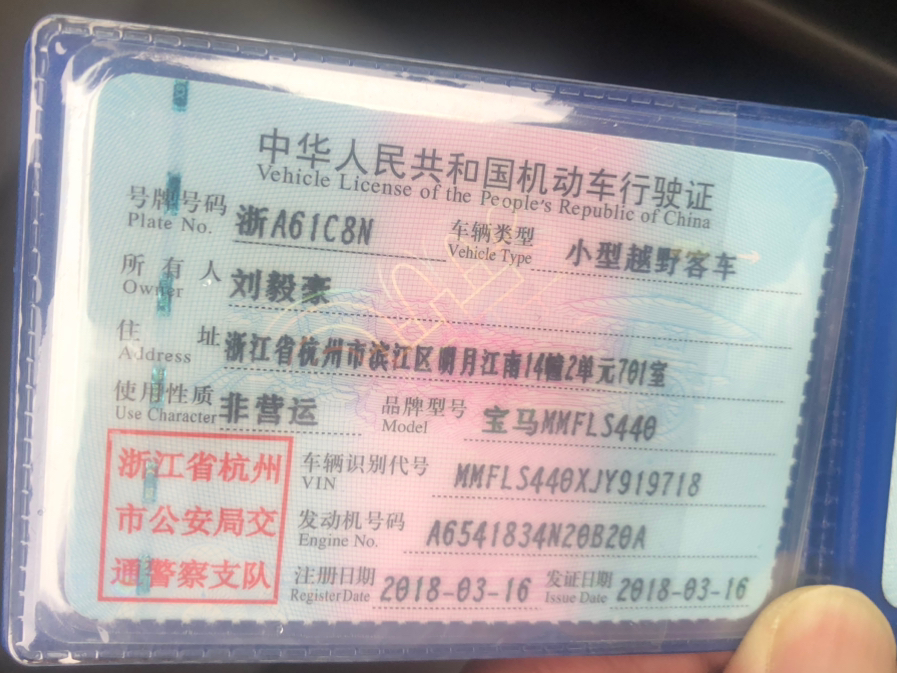 中华人民共和国机动车行驶证
Vehicle License of the People's Republic of China
号牌号码 浙A61C8N 车辆类型 小型越野客车
Plate No. Vehicle Type
所有人 刘毅豪
Owner
住址 浙江省杭州市滨江区明月江南14幢2单元701室
Address
使用性质 非营运 品牌型号 宝马MMFLS440
Use Character Model
浙江省杭州
市公安局交
通警察支队
车辆识别代号 MMFLS440XJY919718
VIN
发动机号码 A6541834N20B20A
Engine No.
注册日期 2018-03-16 发证日期 2018-03-16
Register Date Issue Date